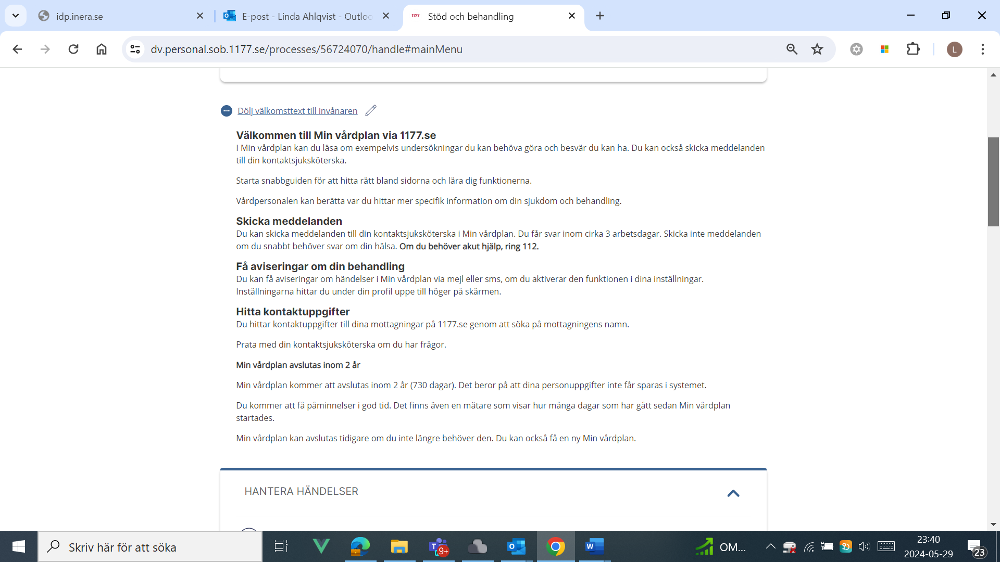 idp.inera.se
E-post - Linda Ahlqvist - Outloo
1177
Stöd och behandling
dv.personal.sob.1177.se/processes/56724070/handle#mainMenu
L
Dölj välkomsttext till invånaren
Välkommen till Min vårdplan via 1177.se
I Min vårdplan kan du läsa om exempelvis undersökningar du kan behöva göra och besvär du kan ha. Du kan också skicka meddelanden
till din kontaktsjuksköterska.
Starta snabbguiden för att hitta rätt bland sidorna och lära dig funktionerna.
Vårdpersonalen kan berätta var du hittar mer specifik information om din sjukdom och behandling.
Skicka meddelanden
Du kan skicka meddelanden till din kontaktsjuksköterska i Min vårdplan. Du får svar inom cirka 3 arbetsdagar. Skicka inte meddelanden
om du snabbt behöver svar om din hälsa. Om du behöver akut hjälp, ring 112.
Få aviseringar om din behandling
Du kan få aviseringar om händelser i Min vårdplan via mejl eller sms, om du aktiverar den funktionen i dina inställningar.
Inställningarna hittar du under din profil uppe till höger på skärmen.
Hitta kontaktuppgifter
Du hittar kontaktuppgifter till dina mottagningar på 1177.se genom att söka på mottagningens namn.
Prata med din kontaktsjuksköterska om du har frågor.
Min vårdplan avslutas inom 2 år
Min vårdplan kommer att avslutas inom 2 år (730 dagar). Det beror på att dina personuppgifter inte får sparas i systemet.
Du kommer att få påminnelser i god tid. Det finns även en mätare som visar hur många dagar som har gått sedan Min vårdplan
startades.
Min vårdplan kan avslutas tidigare om du inte längre behöver den. Du kan också få en ny Min vårdplan.
HANTERA HÄNDELSER
Skriv här för att söka
9+
OM...
23:40
2024-05-29
23